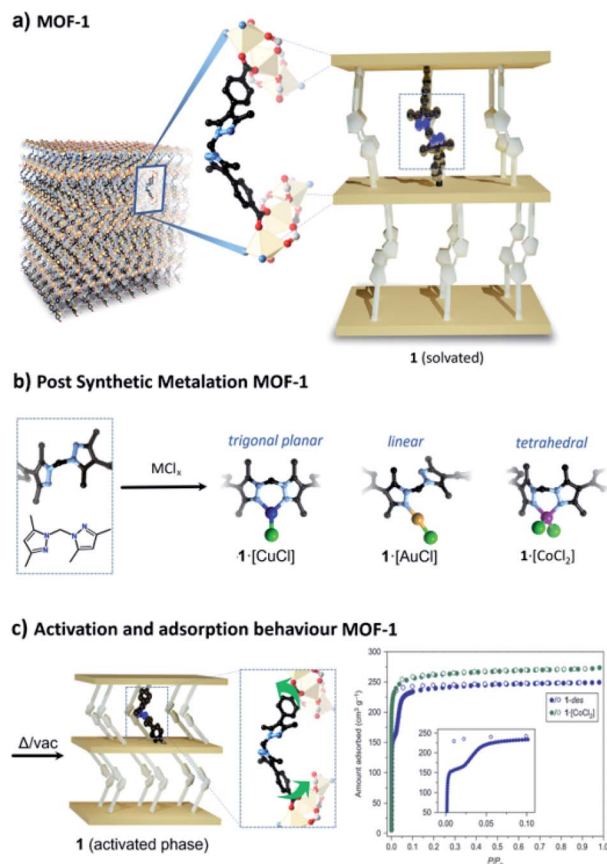 a) MOF-1
1 (solvated)
b) Post Synthetic Metalation MOF-1
MClₓ
trigonal planar
linear
tetrahedral
1·[CuCl]
1·[AuCl]
1·[CoCl₂]
c) Activation and adsorption behaviour MOF-1
Δ/vac
1 (activated phase)
Amount adsorbed (cm³ g⁻¹)
300
250
200
150
100
50
0
1-des
1·[CoCl₂]
250
200
150
100
50
0.00 0.05 0.10
0 0.1 0.2 0.3 0.4 0.5 0.6 0.7 0.8 0.9 1.0